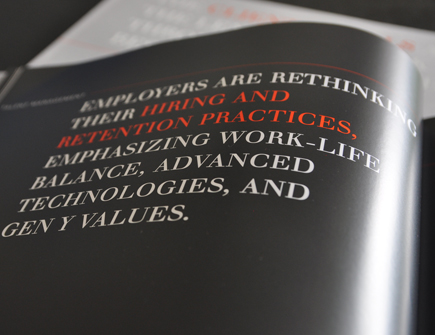 TALENT MANAGEMENT
EMPLOYERS ARE RETHINKING
THEIR HIRING AND
RETENTION PRACTICES,
EMPHASIZING WORK-LIFE
BALANCE, ADVANCED
TECHNOLOGIES, AND
GEN Y VALUES.